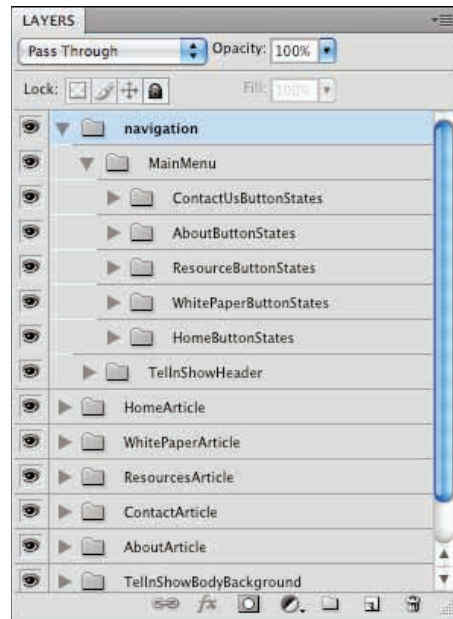 LAYERS
Pass Through Opacity: 100%
Lock: Fill: 100%
navigation
MainMenu
ContactUsButtonStates
AboutButtonStates
ResourceButtonStates
WhitePaperButtonStates
HomeButtonStates
TellnShowHeader
HomeArticle
WhitePaperArticle
ResourcesArticle
ContactArticle
AboutArticle
TellnShowBodyBackground
fx